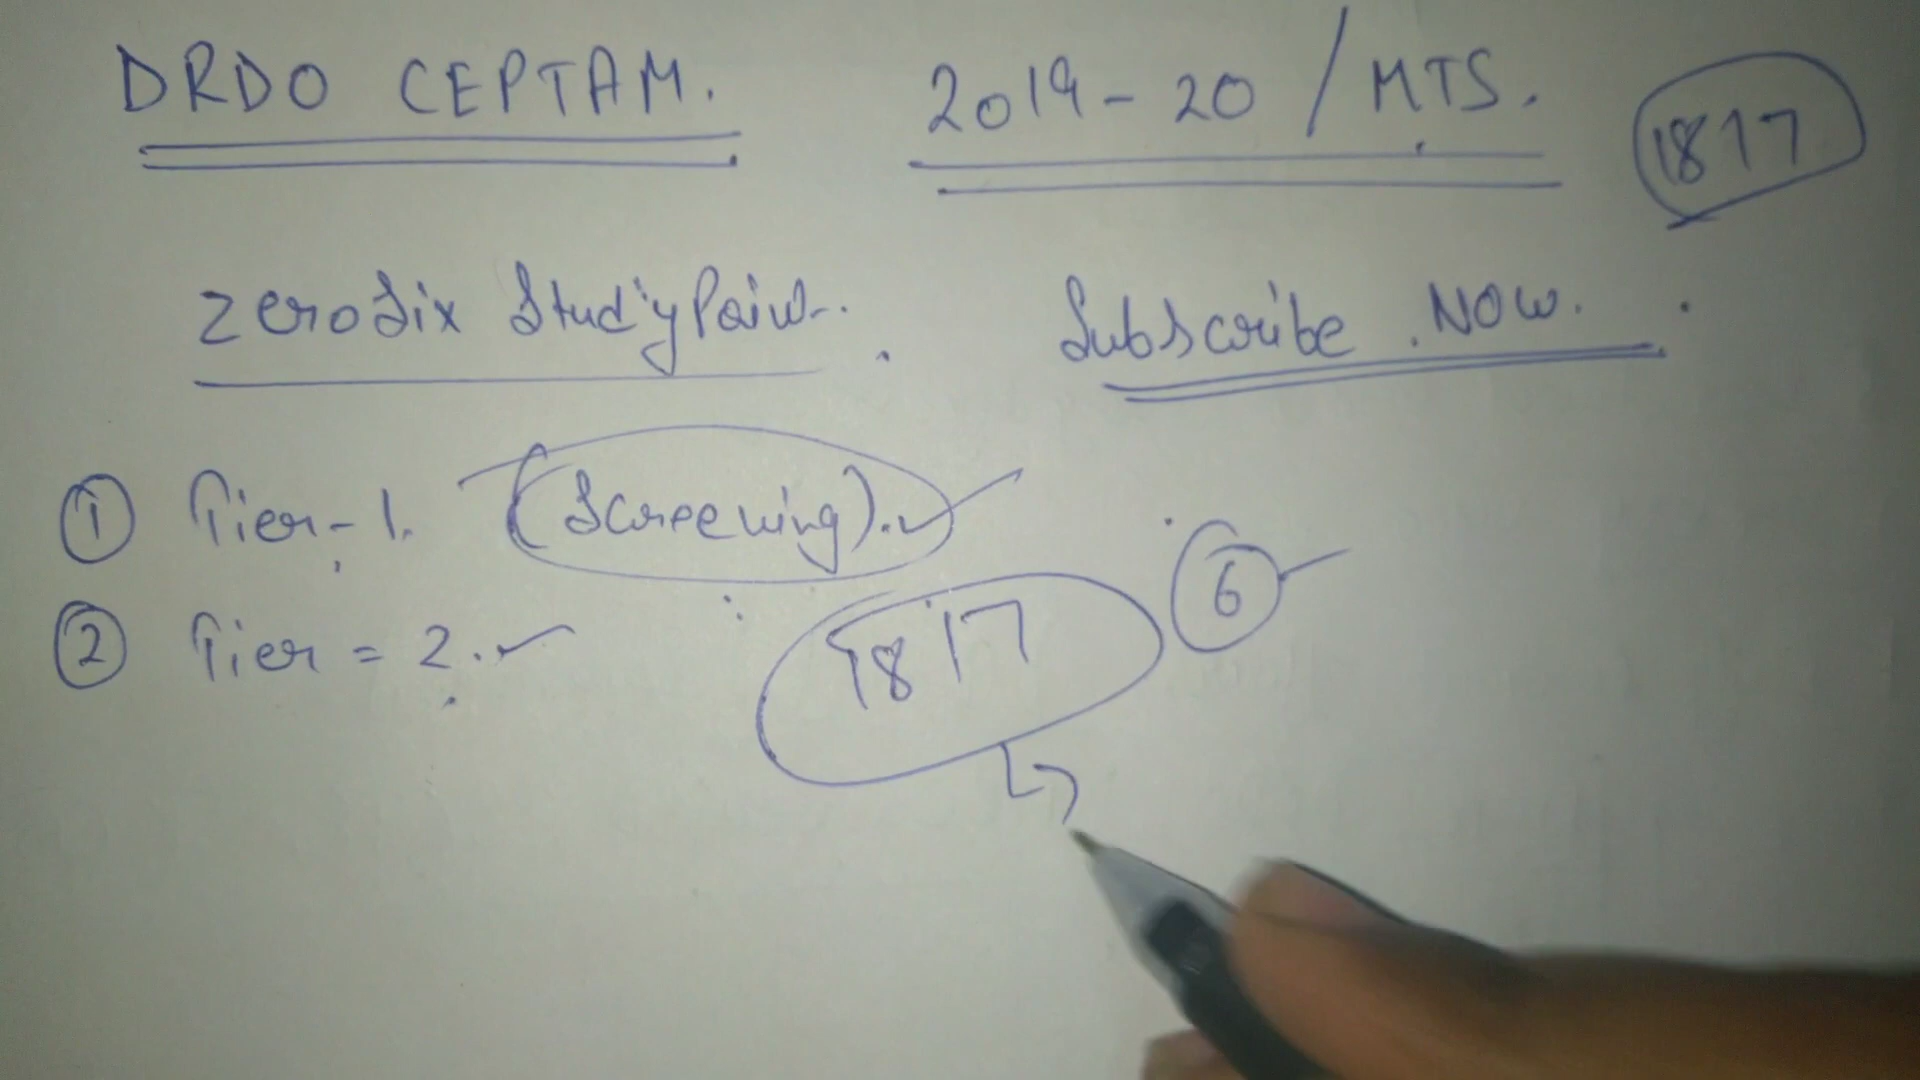 DRDO CEPTAM. 2019-20 / MTS. 1817
ZeroSix StudyPoint. Subscribe NOW.
① Tier-1. (Screening).
② Tier = 2. 1817 6